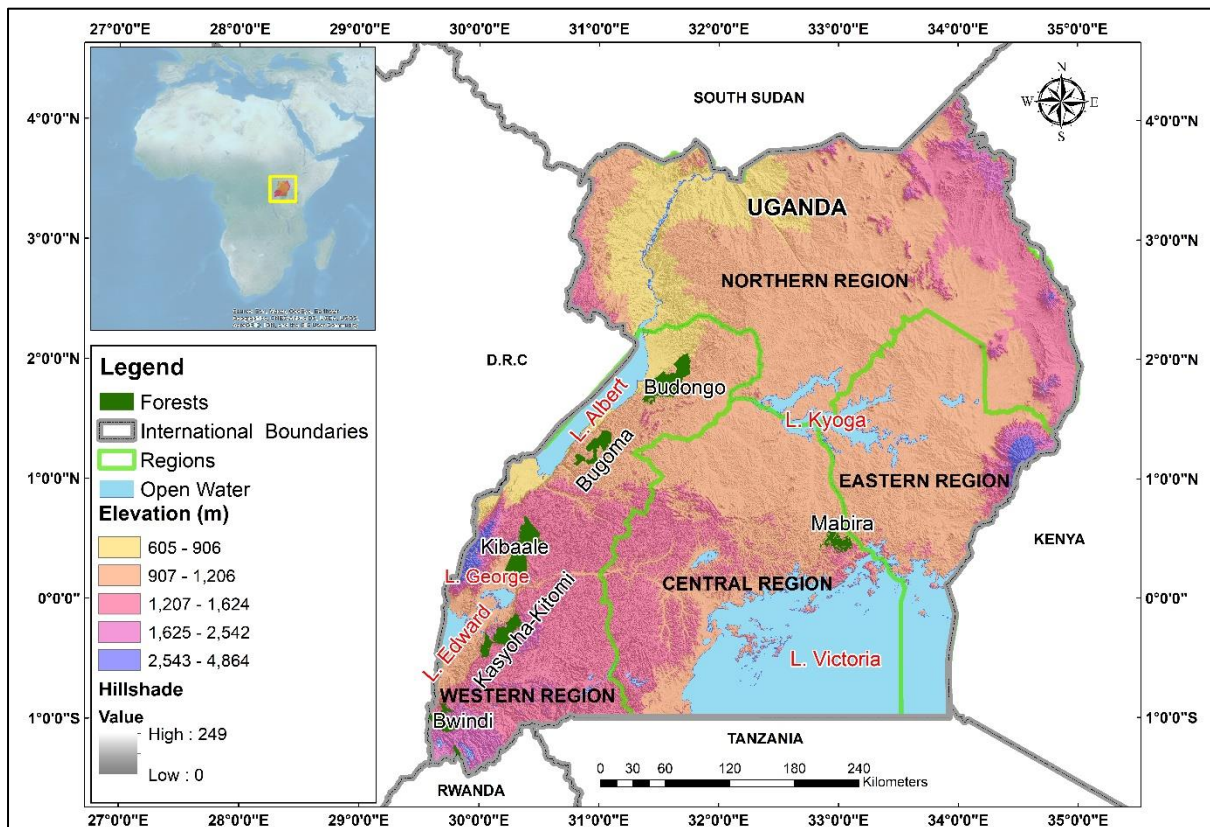 27°0'0"E 28°0'0"E 29°0'0"E 30°0'0"E 31°0'0"E 32°0'0"E 33°0'0"E 34°0'0"E 35°0'0"E
4°0'0"N
3°0'0"N
2°0'0"N
1°0'0"N
0°0'0"
1°0'0"S
4°0'0"N
3°0'0"N
2°0'0"N
1°0'0"N
0°0'0"
1°0'0"S
N
W E
S
SOUTH SUDAN
UGANDA
NORTHERN REGION
D.R.C
Budongo
L. Albert
L. Kyoga
Bugoma
EASTERN REGION
Mabira
KENYA
Kibaale
L. George
CENTRAL REGION
Kasyoha-Kitomi
L. Edward
L. Victoria
WESTERN REGION
Bwindi
TANZANIA
RWANDA
0 30 60 120 180 240
Kilometers
Legend
Forests
International Boundaries
Regions
Open Water
Elevation (m)
605 - 906
907 - 1,206
1,207 - 1,624
1,625 - 2,542
2,543 - 4,864
Hillshade
Value
High : 249
Low : 0
27°0'0"E 28°0'0"E 29°0'0"E 30°0'0"E 31°0'0"E 32°0'0"E 33°0'0"E 34°0'0"E 35°0'0"E